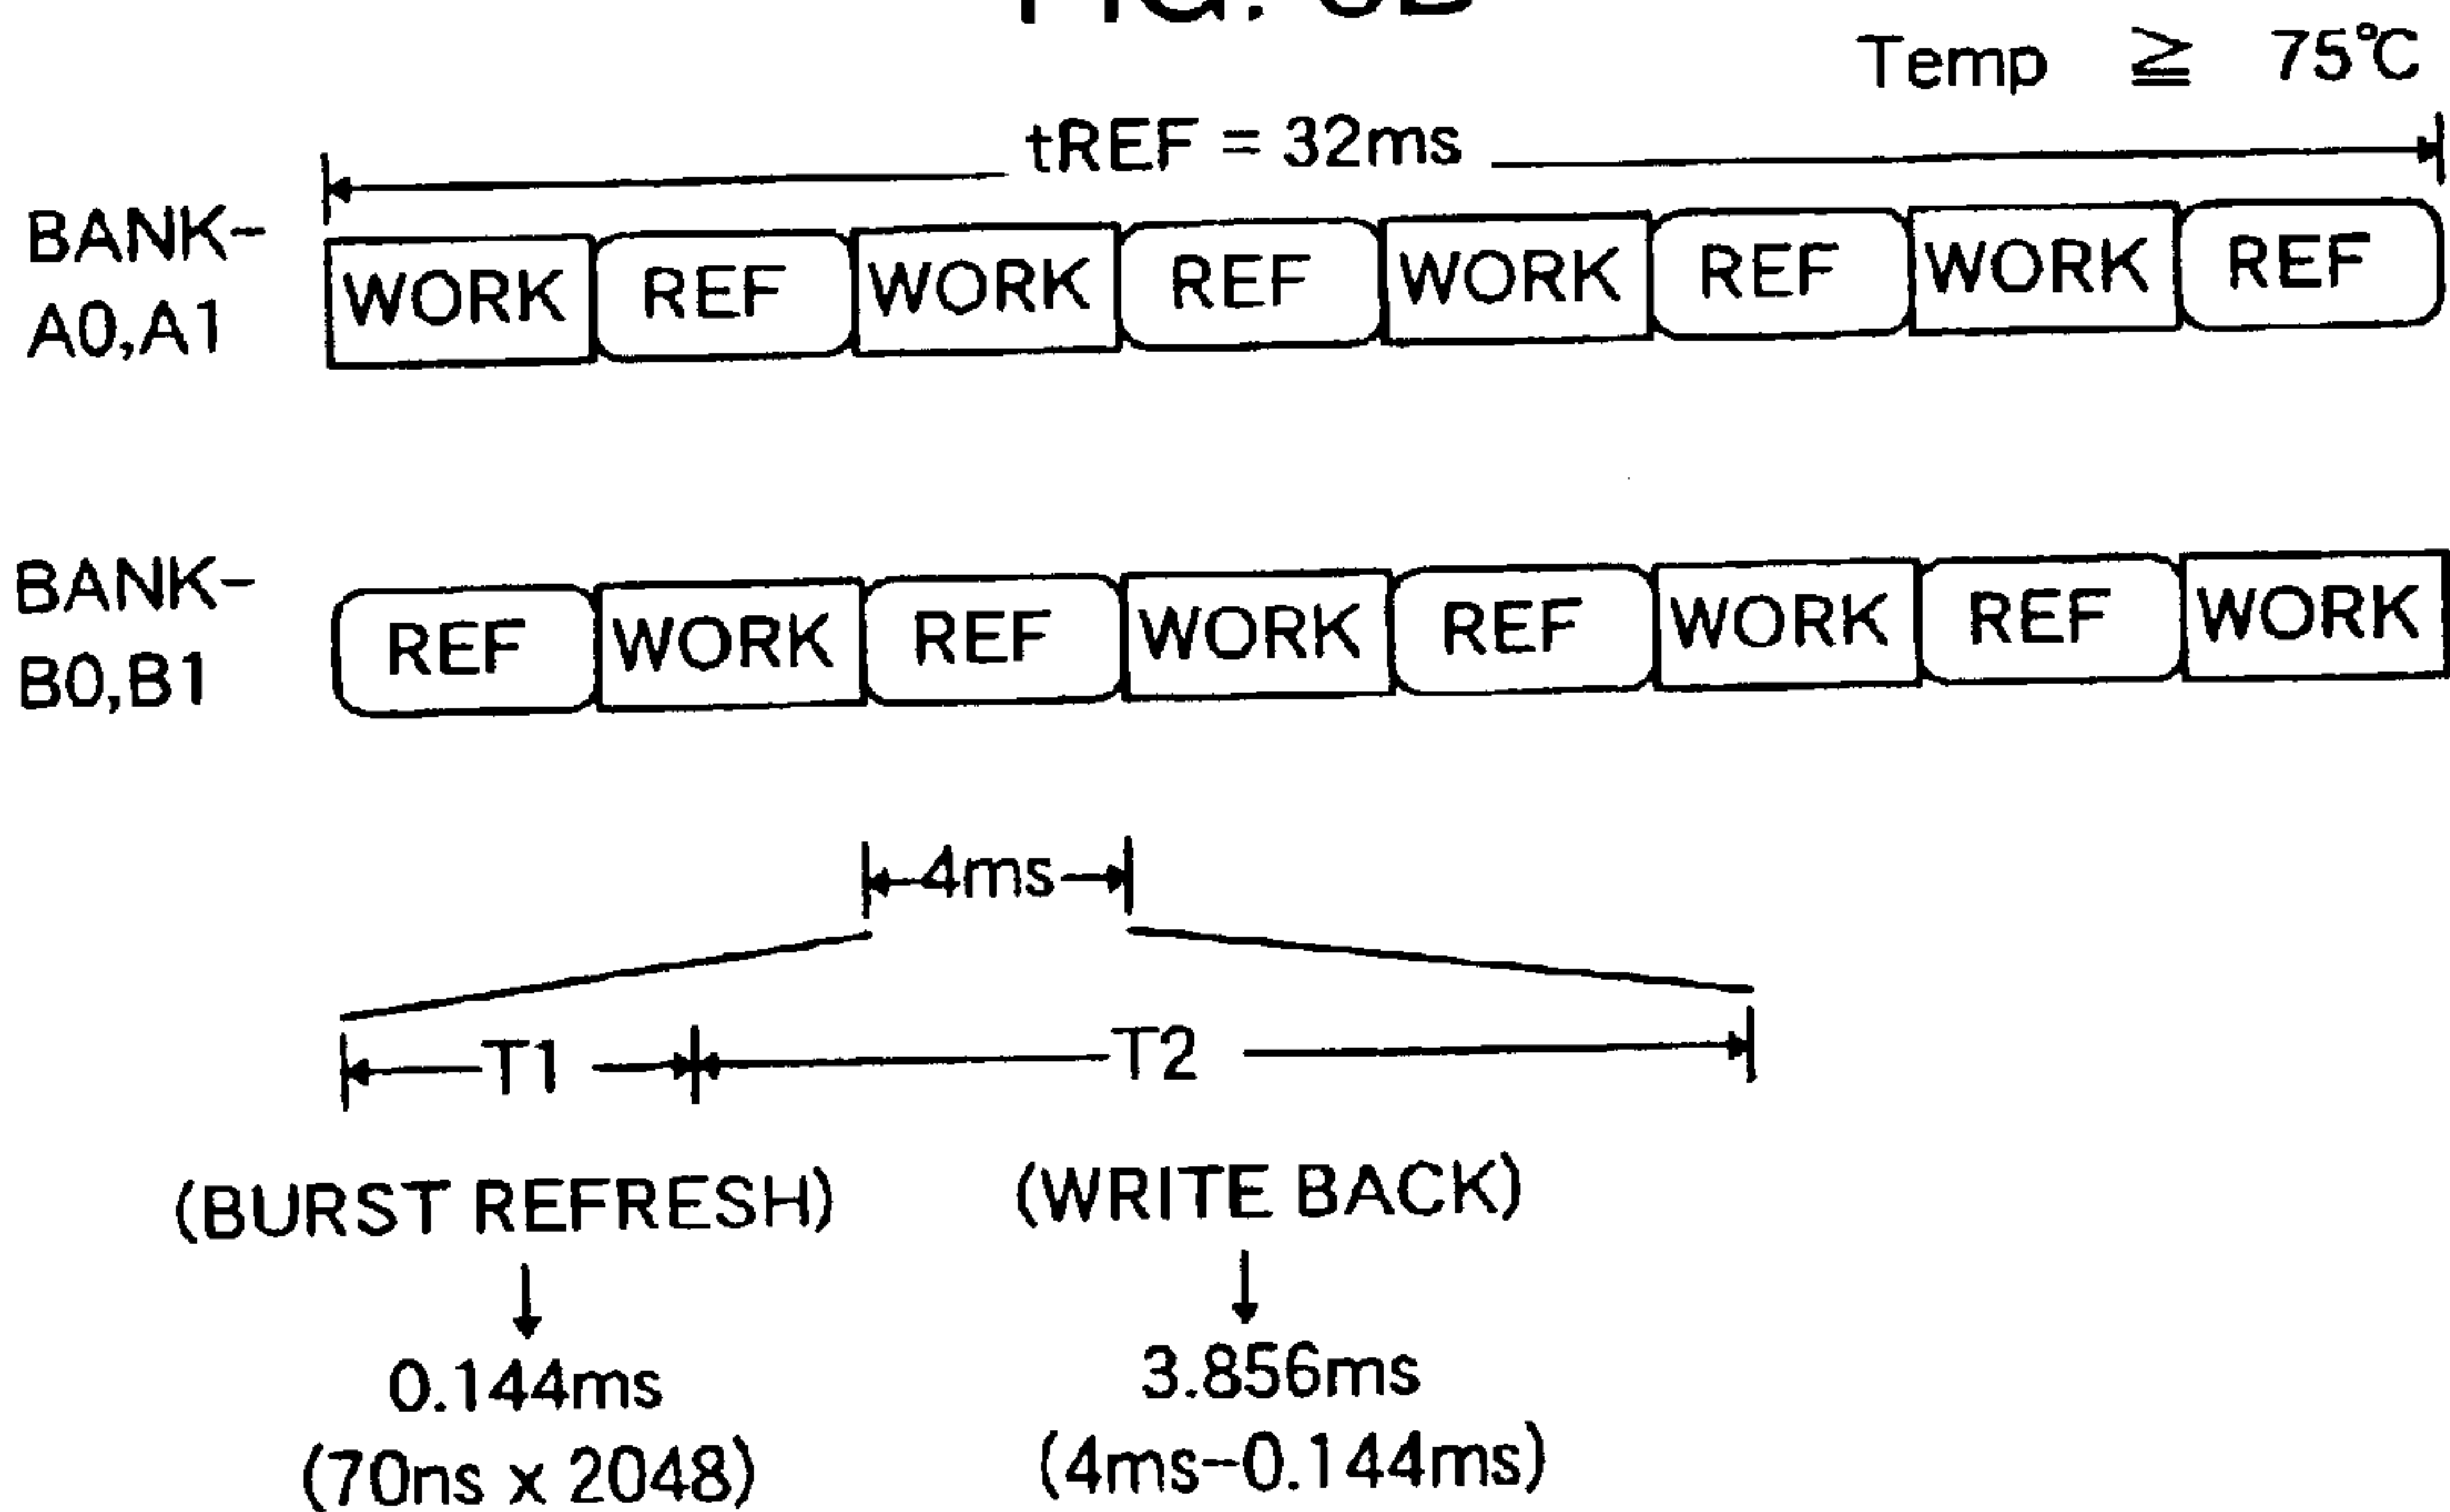 Temp ≧ 75℃
tREF = 32ms
BANK-
A0,A1
WORK REF WORK REF WORK REF WORK REF
BANK-
B0,B1
REF WORK REF WORK REF WORK REF WORK
4ms
T1 T2
(BURST REFRESH) (WRITE BACK)
0.144ms 3.856ms
(70ns x 2048) (4ms-0.144ms)